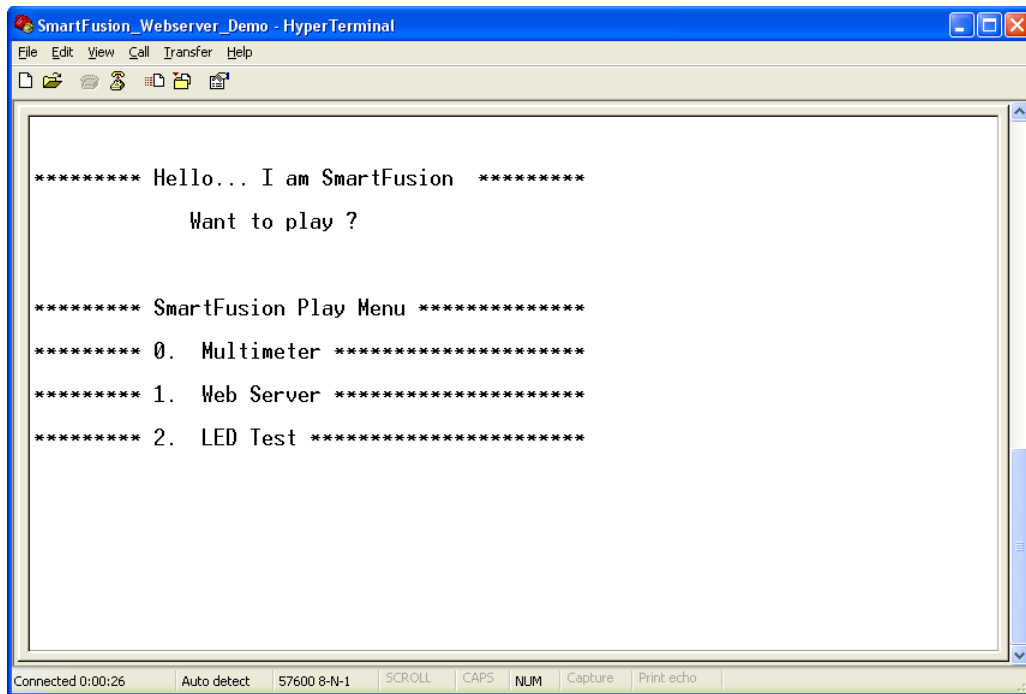 SmartFusion_Webserver_Demo - HyperTerminal
File Edit View Call Transfer Help
********* Hello... I am SmartFusion *********
Want to play ?
********* SmartFusion Play Menu **************
********* 0. Multimeter *********************
********* 1. Web Server *********************
********* 2. LED Test ***********************
Connected 0:00:26 Auto detect 57600 8-N-1 SCROLL CAPS NUM Capture Print echo